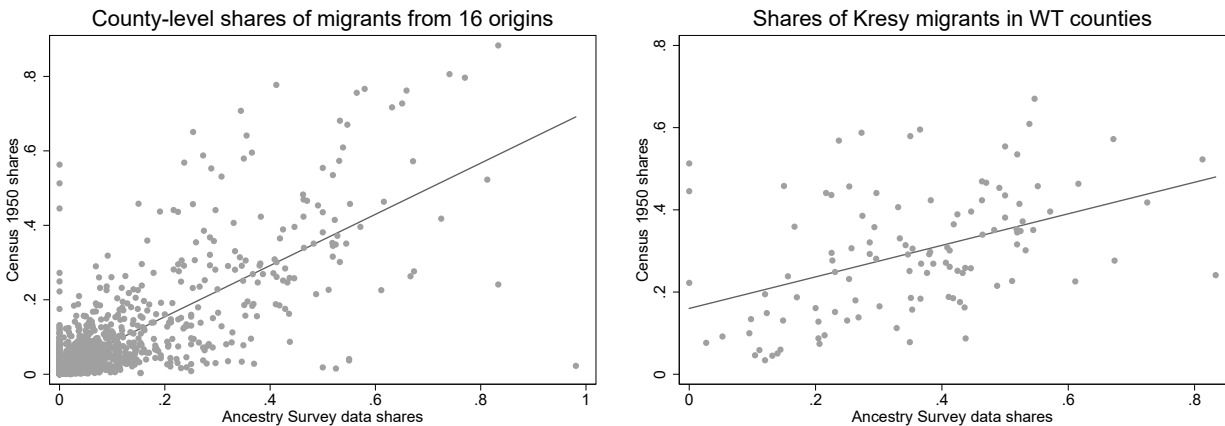 County-level shares of migrants from 16 origins
Census 1950 shares
.8
.6
.4
.2
0
0 .2 .4 .6 .8 1
Ancestry Survey data shares
Shares of Kresy migrants in WT counties
Census 1950 shares
.8
.6
.4
.2
0
0 .2 .4 .6 .8
Ancestry Survey data shares